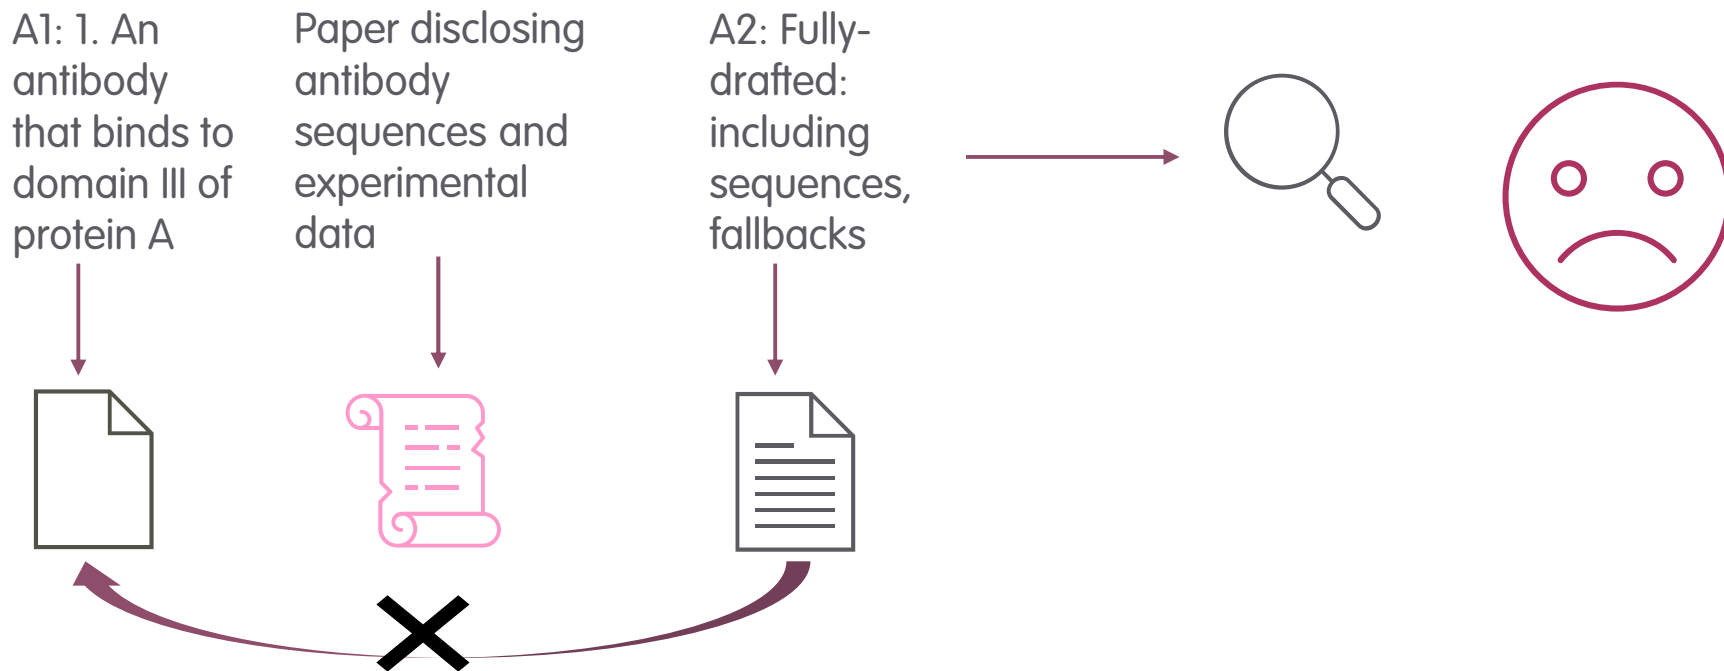 A1: 1. An
antibody
that binds to
domain III of
protein A
Paper disclosing
antibody
sequences and
experimental
data
A2: Fully-
drafted:
including
sequences,
fallbacks